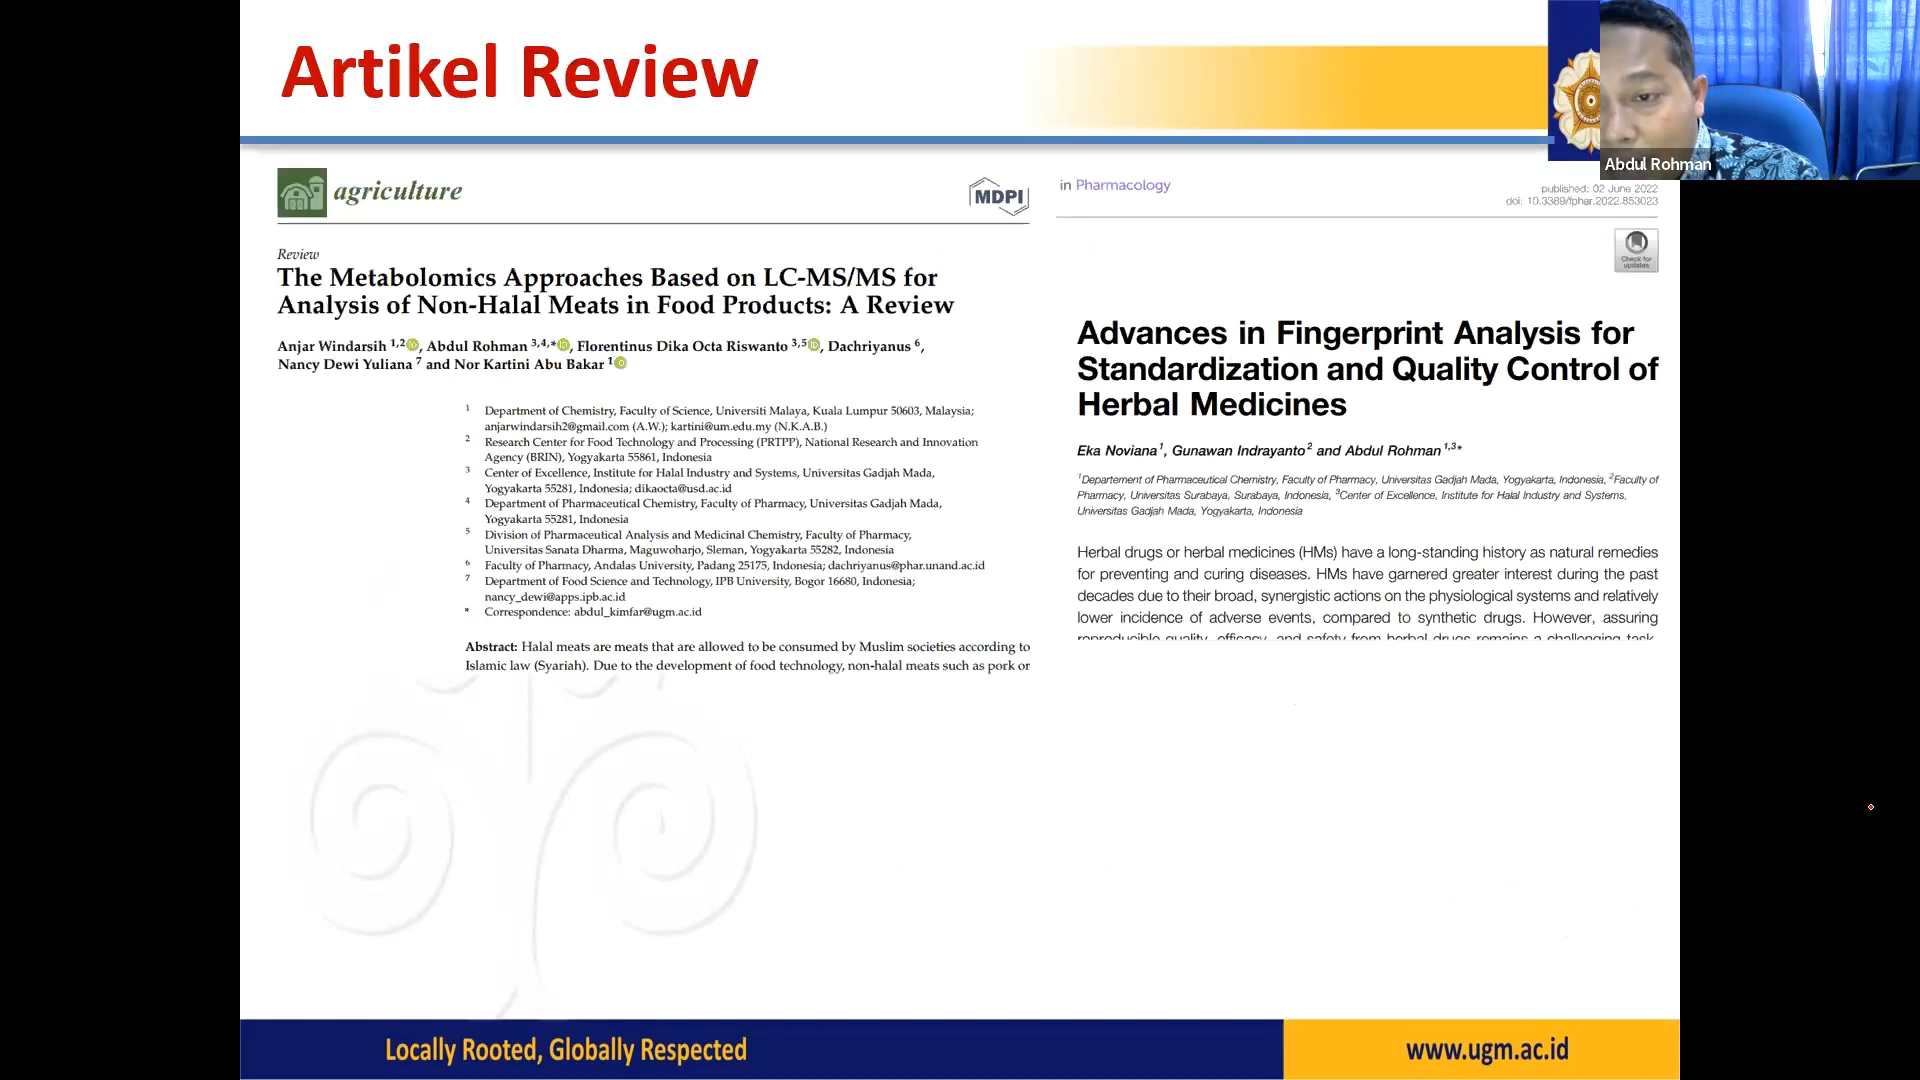 Artikel Review
Abdul Rohman
agriculture
MDPI
Review
The Metabolomics Approaches Based on LC-MS/MS for
Analysis of Non-Halal Meats in Food Products: A Review
Anjar Windarsih 1,2, Abdul Rohman 3,4,*, Florentinus Dika Octa Riswanto 3,5, Dachriyanus 6,
Nancy Dewi Yuliana 7 and Nor Kartini Abu Bakar 1
1 Department of Chemistry, Faculty of Science, Universiti Malaya, Kuala Lumpur 50603, Malaysia;
anjarwindarsih2@gmail.com (A.W.); kartini@um.edu.my (N.K.A.B.)
2 Research Center for Food Technology and Processing (PRTPP), National Research and Innovation
Agency (BRIN), Yogyakarta 55861, Indonesia
3 Center of Excellence, Institute for Halal Industry and Systems, Universitas Gadjah Mada,
Yogyakarta 55281, Indonesia; dikaocta@usd.ac.id
4 Department of Pharmaceutical Chemistry, Faculty of Pharmacy, Universitas Gadjah Mada,
Yogyakarta 55281, Indonesia
5 Division of Pharmaceutical Analysis and Medicinal Chemistry, Faculty of Pharmacy,
Universitas Sanata Dharma, Maguwoharjo, Sleman, Yogyakarta 55282, Indonesia
6 Faculty of Pharmacy, Andalas University, Padang 25175, Indonesia; dachriyanus@phar.unand.ac.id
7 Department of Food Science and Technology, IPB University, Bogor 16680, Indonesia;
nancy_dewi@apps.ipb.ac.id
* Correspondence: abdul_kimfar@ugm.ac.id
Abstract: Halal meats are meats that are allowed to be consumed by Muslim societies according to
Islamic law (Syariah). Due to the development of food technology, non-halal meats such as pork or
in Pharmacology
published: 02 June 2022
doi: 10.3389/fphar.2022.853023
Check for
updates
Advances in Fingerprint Analysis for
Standardization and Quality Control of
Herbal Medicines
Eka Noviana 1, Gunawan Indrayanto 2 and Abdul Rohman 1,3*
1Departement of Pharmaceutical Chemistry, Faculty of Pharmacy, Universitas Gadjah Mada, Yogyakarta, Indonesia, 2Faculty of
Pharmacy, Universitas Surabaya, Surabaya, Indonesia, 3Center of Excellence, Institute for Halal Industry and Systems,
Universitas Gadjah Mada, Yogyakarta, Indonesia
Herbal drugs or herbal medicines (HMs) have a long-standing history as natural remedies
for preventing and curing diseases. HMs have garnered greater interest during the past
decades due to their broad, synergistic actions on the physiological systems and relatively
lower incidence of adverse events, compared to synthetic drugs. However, assuring
reproducible quality, efficacy, and safety from herbal drugs remains a challenging task.
Locally Rooted, Globally Respected
www.ugm.ac.id